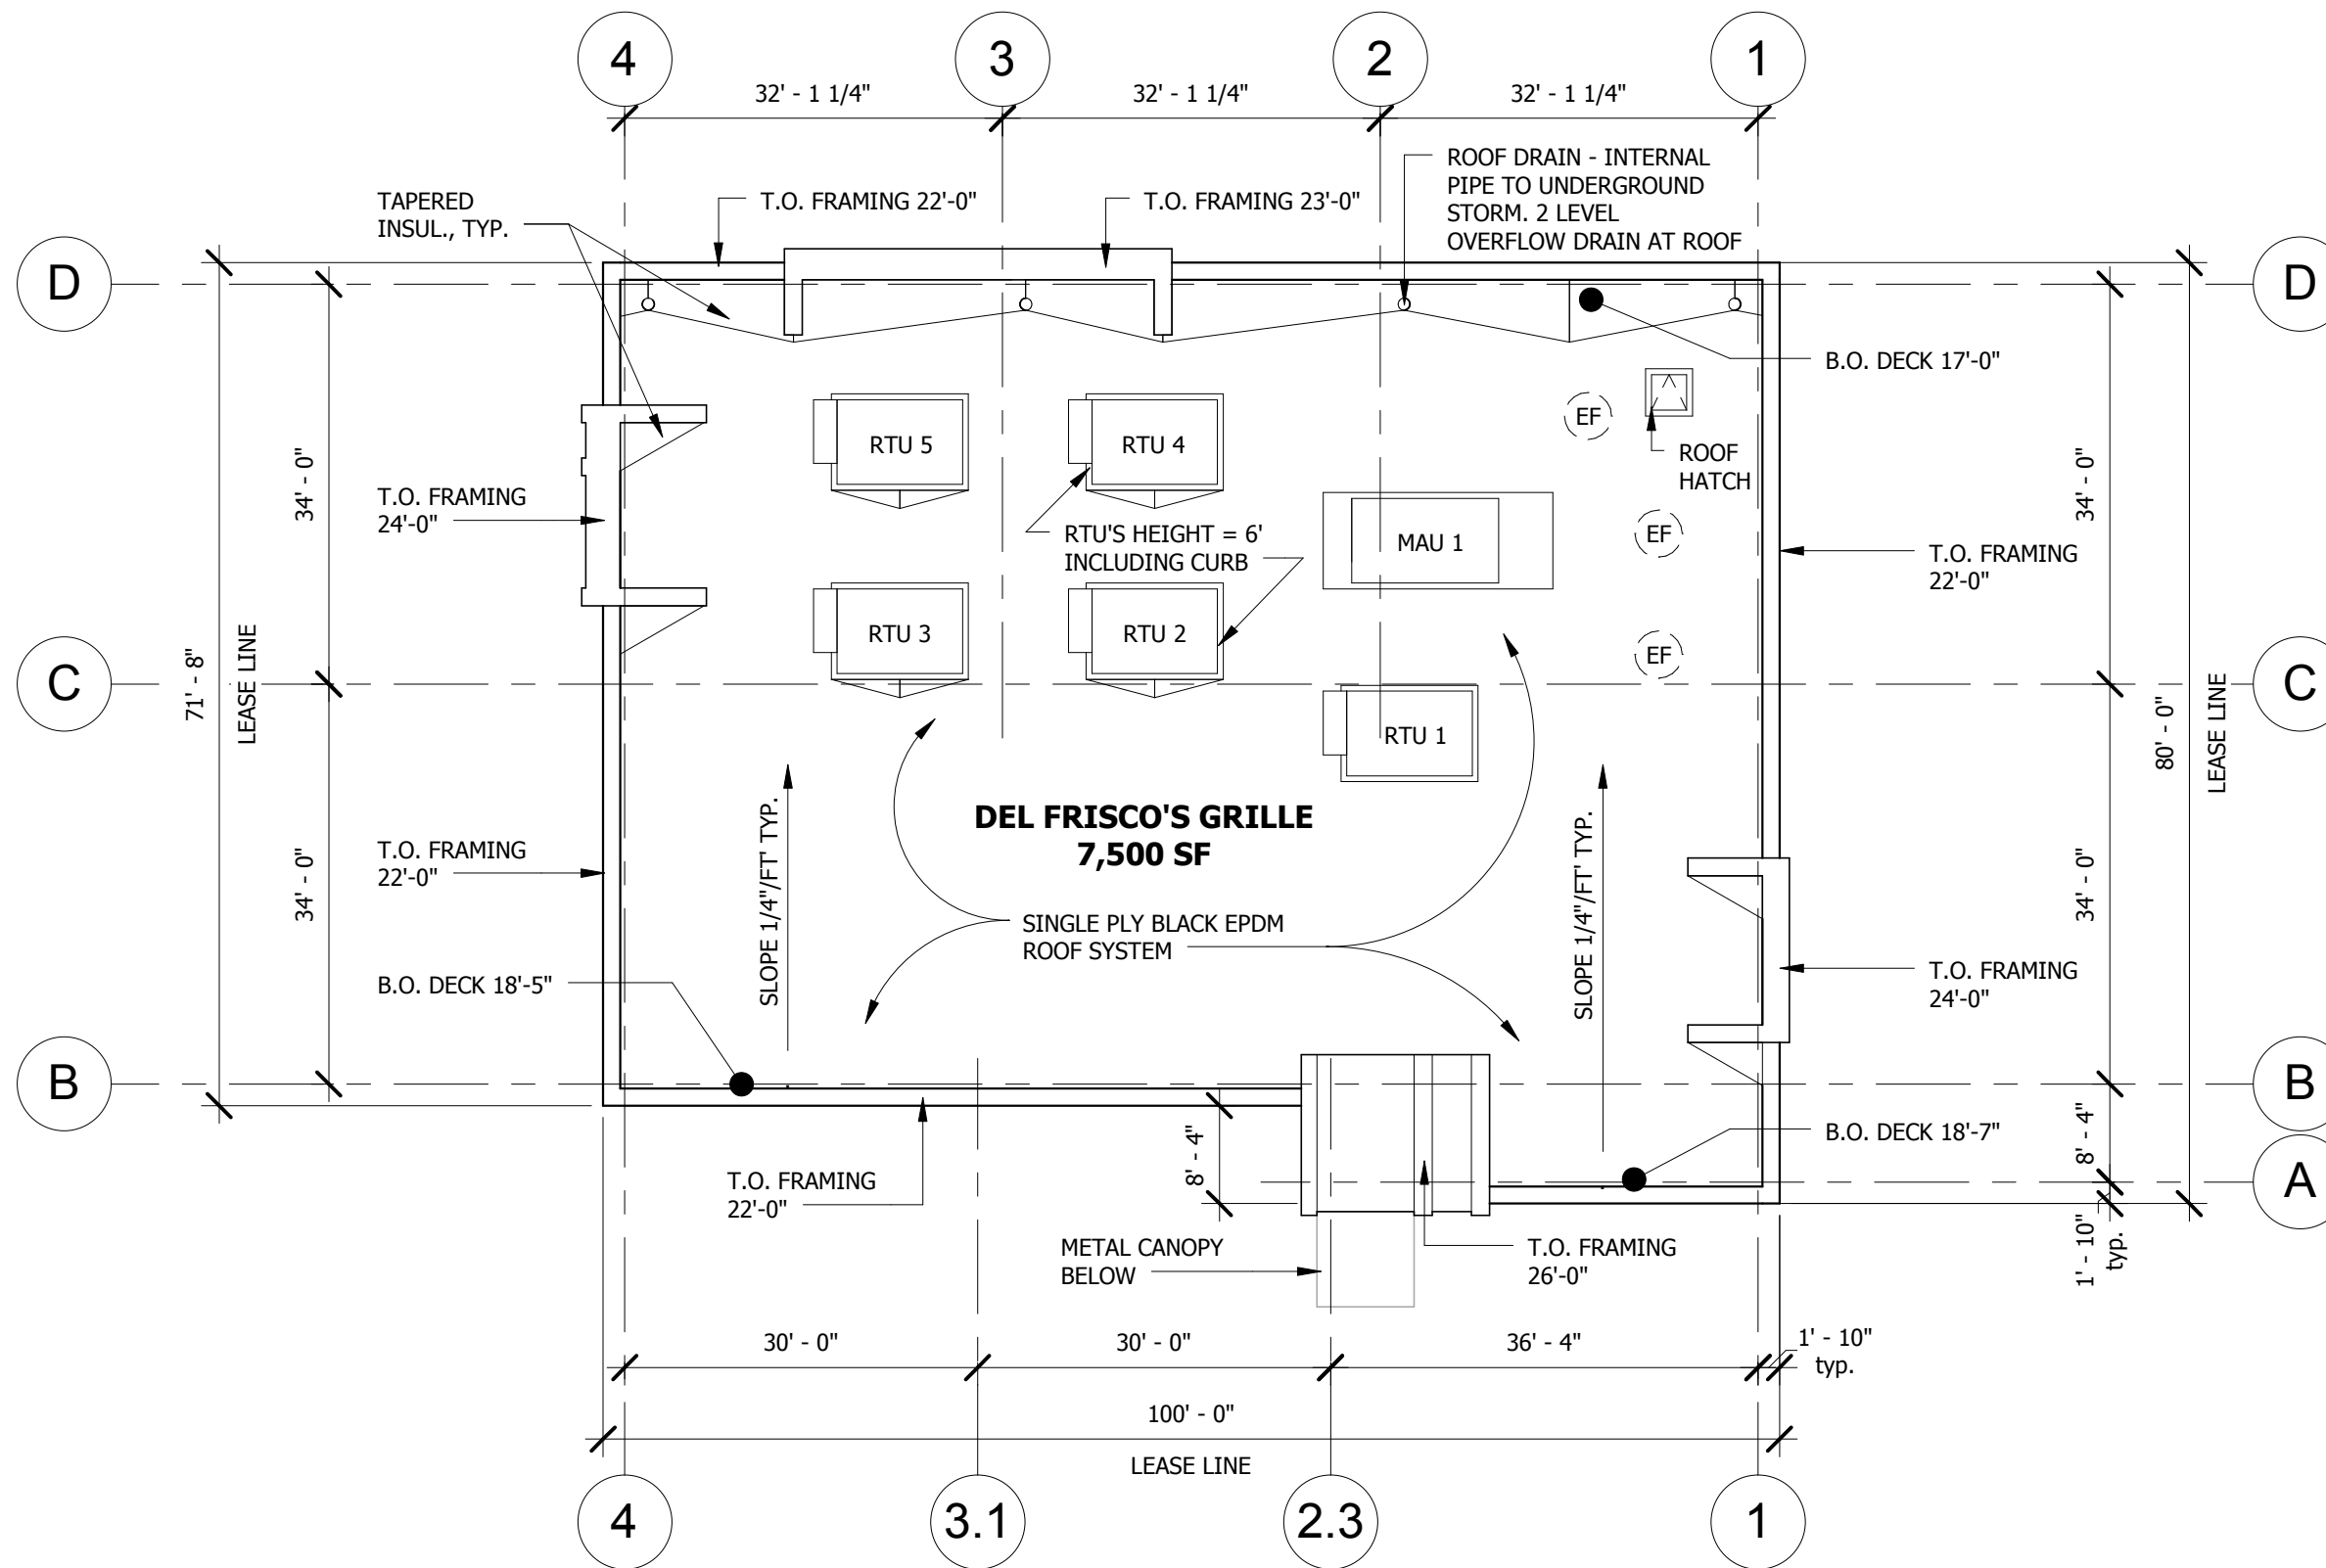 4
3
2
1
32' - 1 1/4"
32' - 1 1/4"
32' - 1 1/4"
ROOF DRAIN - INTERNAL
PIPE TO UNDERGROUND
STORM. 2 LEVEL
OVERFLOW DRAIN AT ROOF
TAPERED
INSUL., TYP.
T.O. FRAMING 22'-0"
T.O. FRAMING 23'-0"
D
D
B.O. DECK 17'-0"
EF
ROOF
HATCH
RTU 5
RTU 4
34' - 0"
34' - 0"
T.O. FRAMING
24'-0"
RTU'S HEIGHT = 6'
INCLUDING CURB
MAU 1
EF
T.O. FRAMING
22'-0"
RTU 3
RTU 2
EF
71' - 8"
LEASE LINE
C
C
80' - 0"
LEASE LINE
RTU 1
DEL FRISCO'S GRILLE
7,500 SF
T.O. FRAMING
22'-0"
34' - 0"
34' - 0"
SLOPE 1/4"/FT' TYP.
SLOPE 1/4"/FT' TYP.
SINGLE PLY BLACK EPDM
ROOF SYSTEM
B.O. DECK 18'-5"
T.O. FRAMING
24'-0"
B
B
8' - 4"
8' - 4"
B.O. DECK 18'-7"
A
T.O. FRAMING
22'-0"
METAL CANOPY
BELOW
T.O. FRAMING
26'-0"
1' - 10"
typ.
30' - 0"
30' - 0"
36' - 4"
1' - 10"
typ.
100' - 0"
LEASE LINE
4
3.1
2.3
1